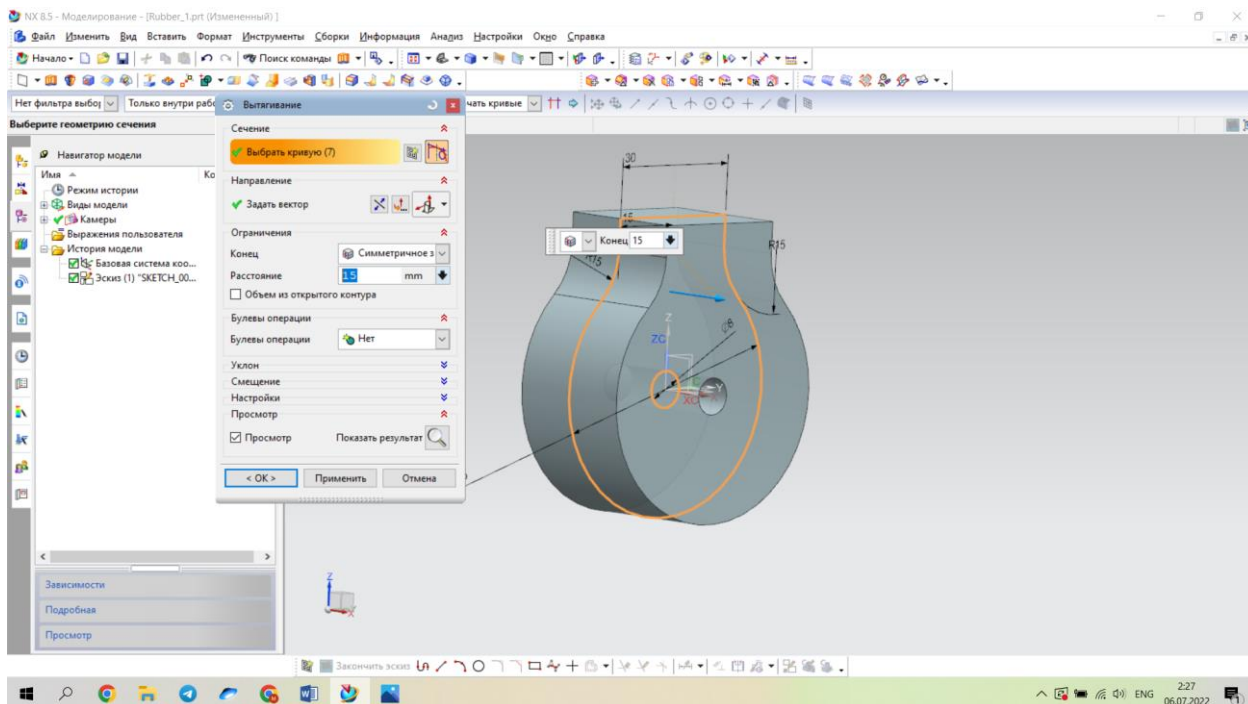 NX 8.5 - Моделирование - [Rubber_1.prt (Измененный) ]
Файл Изменить Вид Вставить Формат Инструменты Сборки Информация Анализ Настройки Окно Справка
Начало Поиск команды
Нет фильтра выбо Только внутри рабо
чать кривые
Выберите геометрию сечения
Навигатор модели
Имя Ко
Режим истории
Виды модели
Камеры
Выражения пользователя
История модели
Базовая система коо...
Эскиз (1) "SKETCH_00...
Зависимости
Подробная
Просмотр
Вытягивание
Сечение
Выбрать кривую (7)
Направление
Задать вектор
Ограничения
Конец Симметричное з
Расстояние 15 mm
Объем из открытого контура
Булевы операции
Булевы операции Нет
Уклон
Смещение
Настройки
Просмотр
Просмотр Показать результат
< OK > Применить Отмена
30
15
Конец 15
R15
R15
Z
ZC
Ø8
Y
XC
Z
X
Закончить эскиз
ENG
2:27
06.07.2022